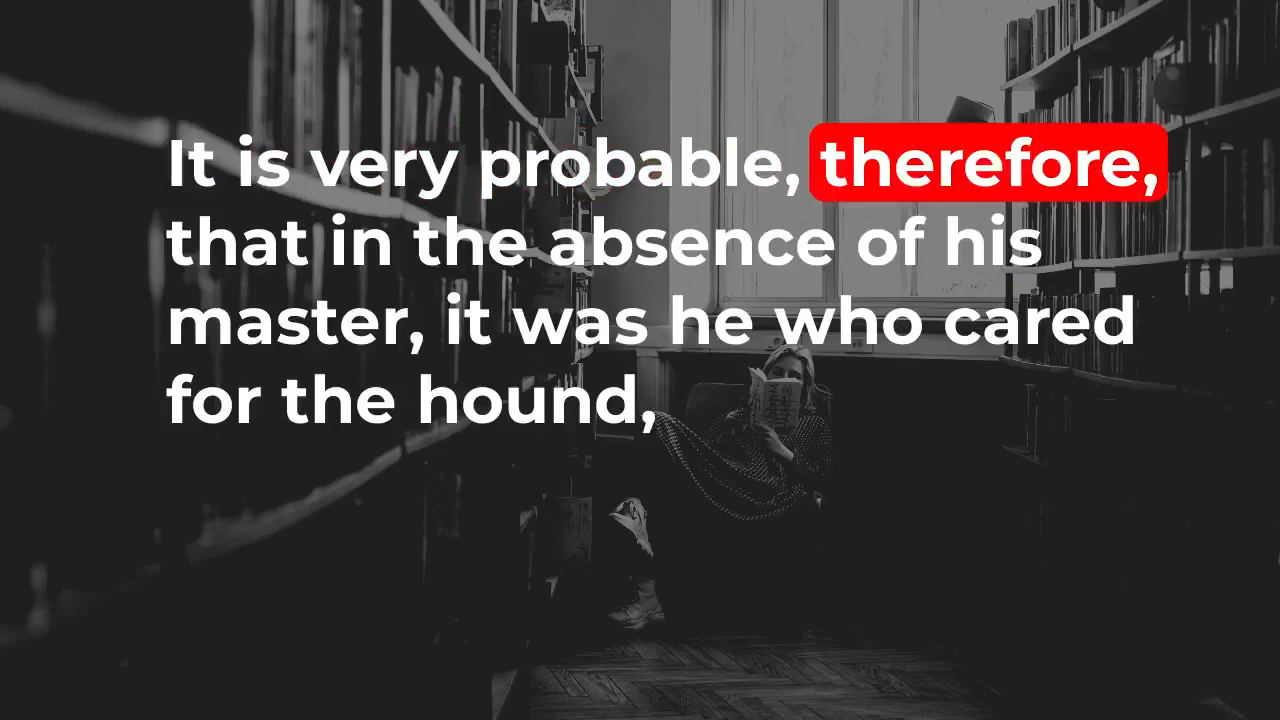 It is very probable, therefore,
that in the absence of his
master, it was he who cared
for the hound,